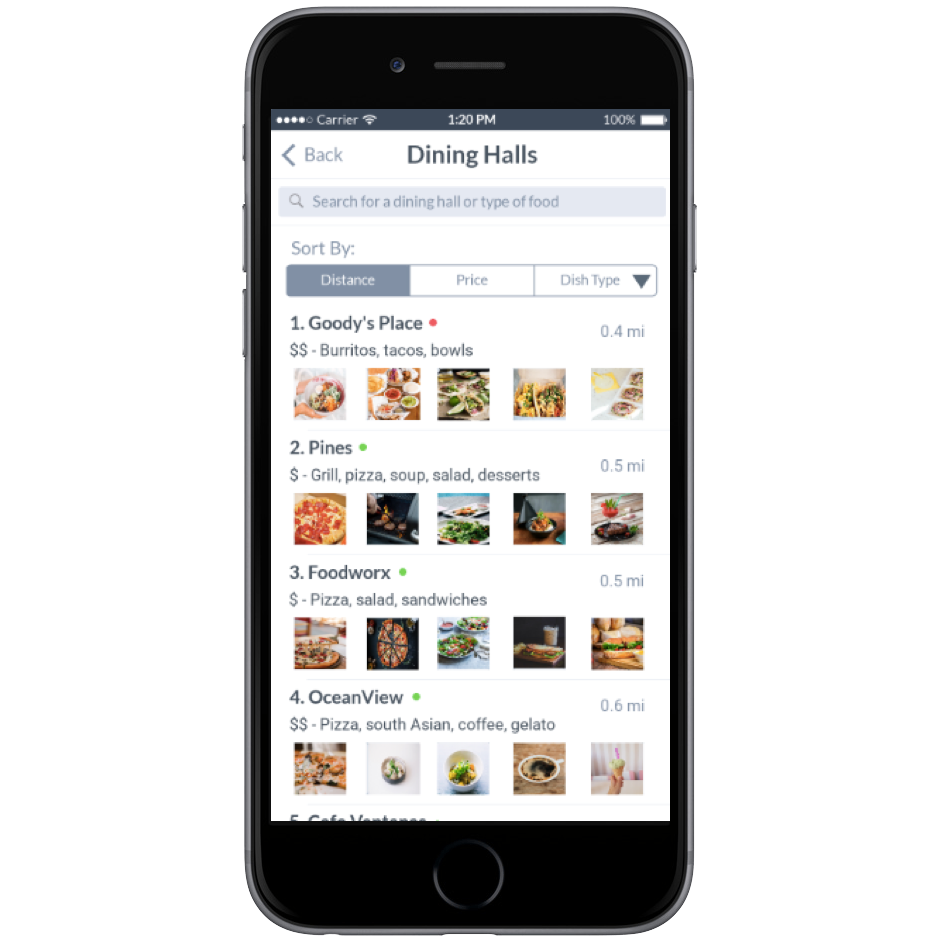 Carrier 1:20 PM 100%
Back Dining Halls
Search for a dining hall or type of food
Sort By:
Distance Price Dish Type
1. Goody's Place
0.4 mi
$$ - Burritos, tacos, bowls
2. Pines
0.5 mi
$ - Grill, pizza, soup, salad, desserts
3. Foodworx
0.5 mi
$ - Pizza, salad, sandwiches
4. OceanView
0.6 mi
$$ - Pizza, south Asian, coffee, gelato
5. Cafe Ventanas